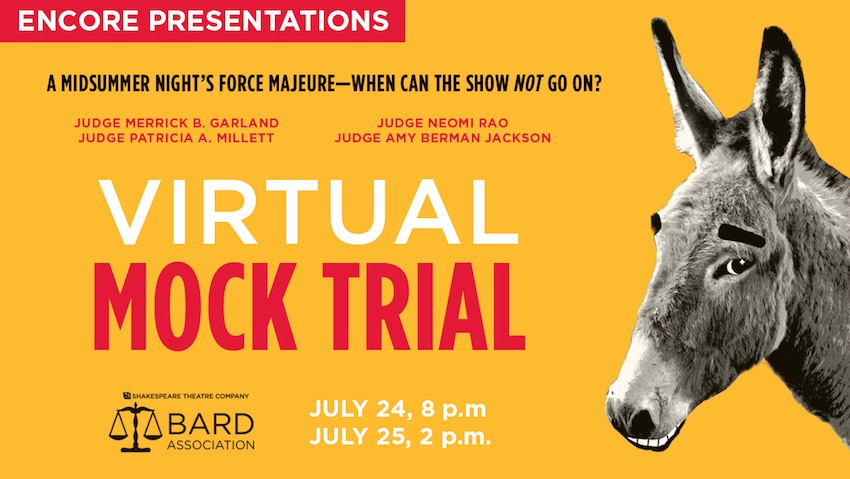 ENCORE PRESENTATIONS
A MIDSUMMER NIGHT'S FORCE MAJEURE—WHEN CAN THE SHOW NOT GO ON?
JUDGE MERRICK B. GARLAND
JUDGE PATRICIA A. MILLETT
JUDGE NEOMI RAO
JUDGE AMY BERMAN JACKSON
VIRTUAL
MOCK TRIAL
SHAKESPEARE THEATRE COMPANY
BARD
ASSOCIATION
JULY 24, 8 p.m
JULY 25, 2 p.m.